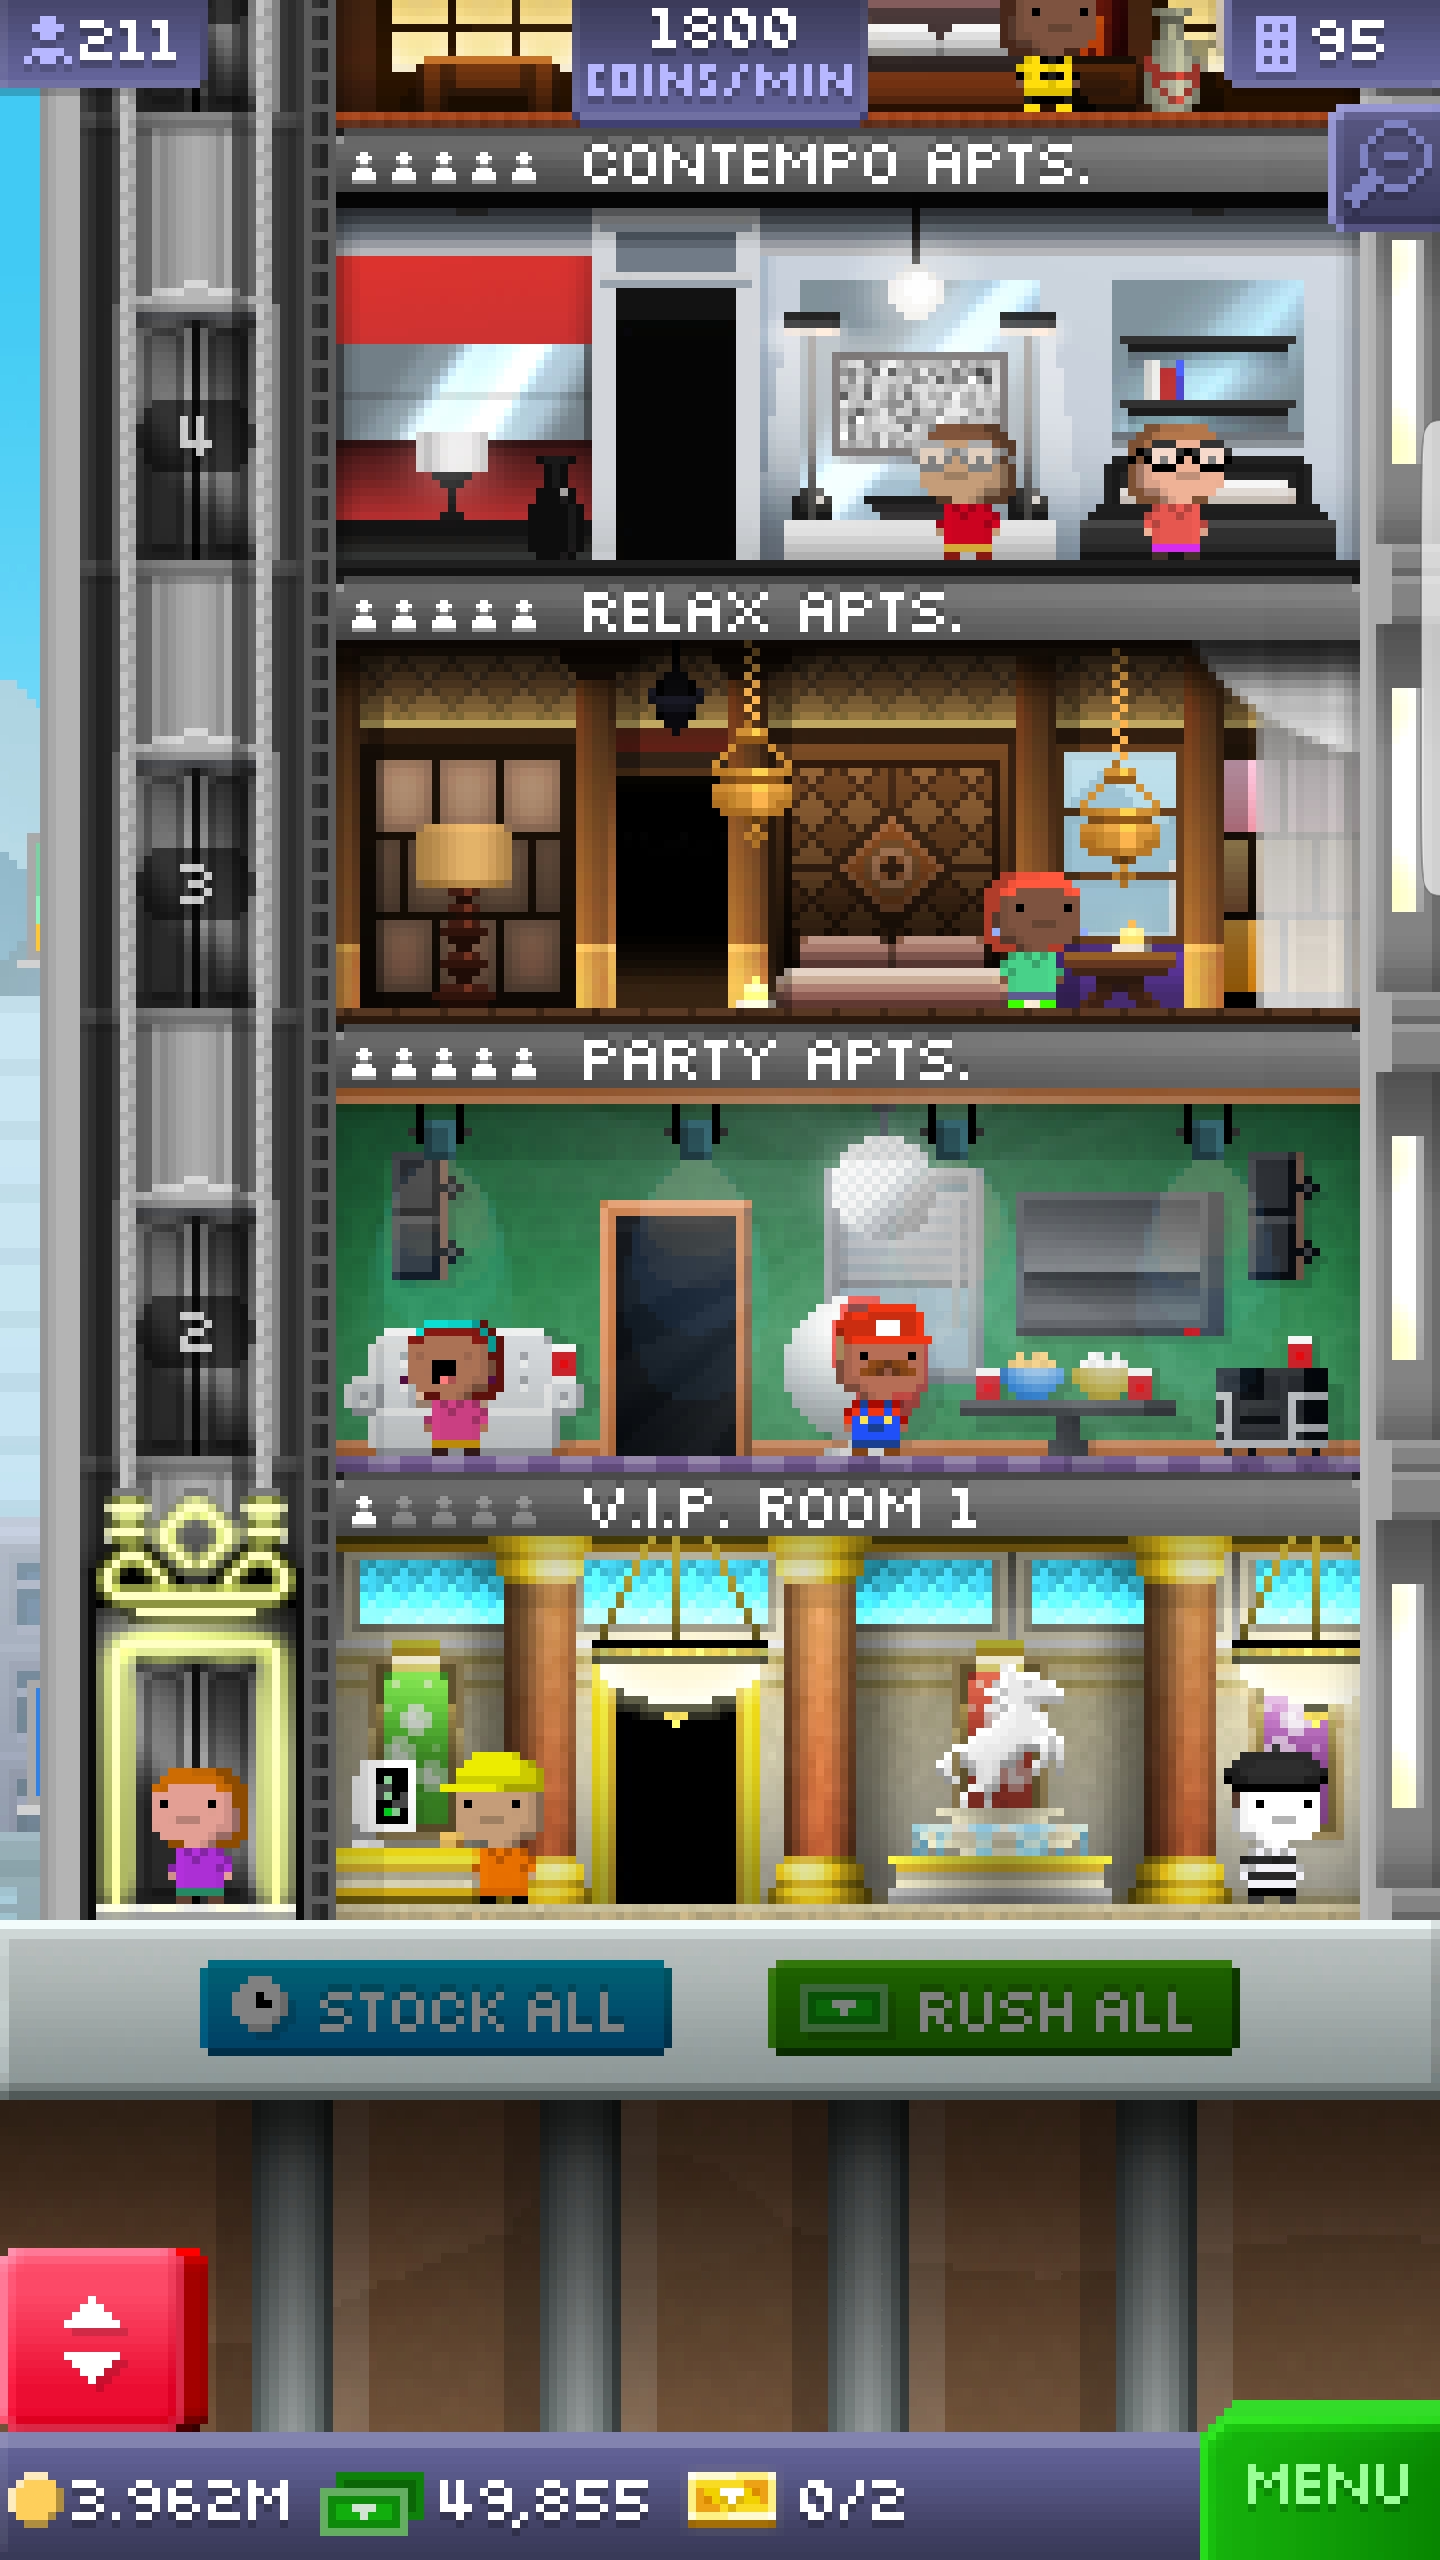 211
1800
COINS/MIN
95
CONTEMPO APTS.
4
RELAX APTS.
3
PARTY APTS.
2
V.I.P. ROOM 1
STOCK ALL
RUSH ALL
3.962M
49,855
0/2
MENU